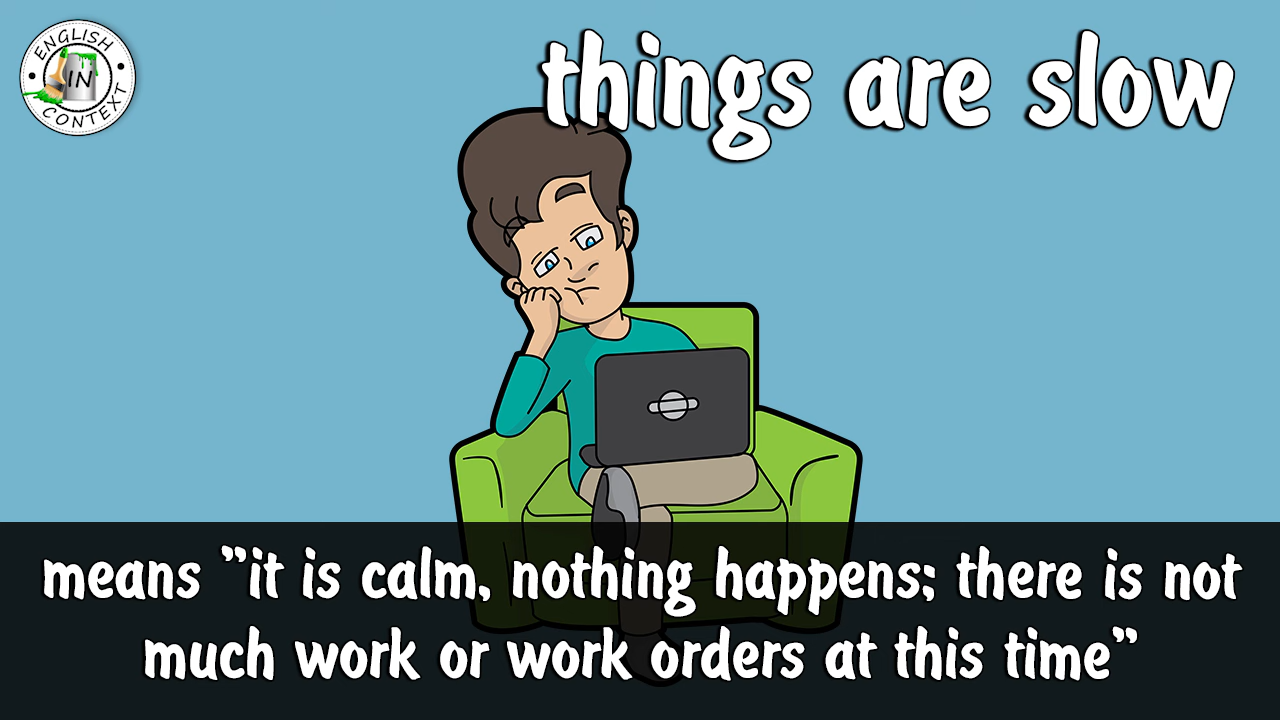 ENGLISH
IN
CONTEXT
things are slow
means ”it is calm, nothing happens; there is not
much work or work orders at this time”